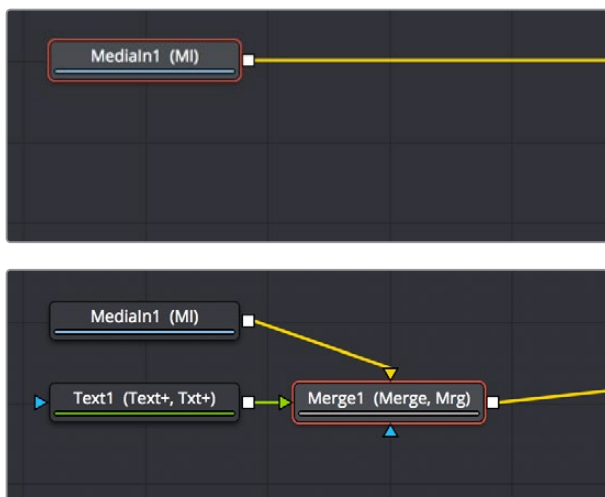 MediaIn1 (MI)
MediaIn1 (MI)
Text1 (Text+, Txt+)
Merge1 (Merge, Mrg)